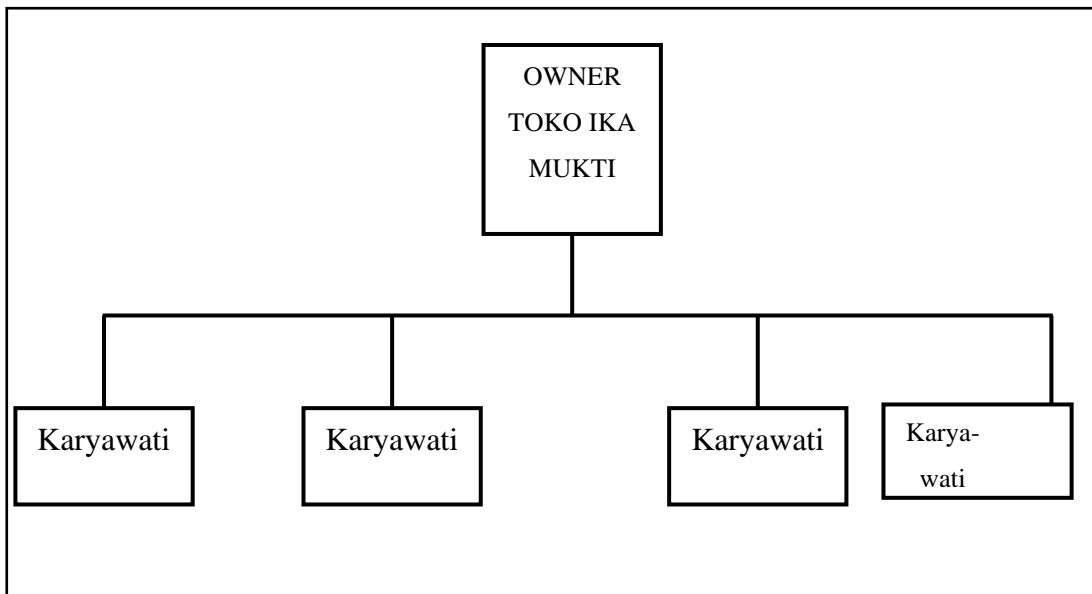 OWNER
TOKO IKA
MUKTI
Karyawati
Karyawati
Karyawati
Karya-
wati